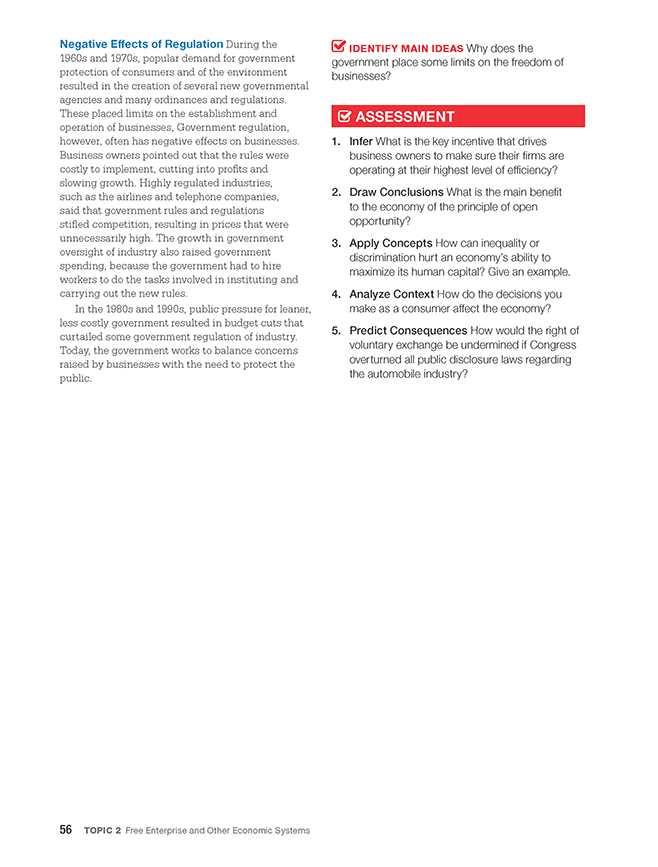 Negative Effects of Regulation During the
1960s and 1970s, popular demand for government
protection of consumers and of the environment
resulted in the creation of several new governmental
agencies and many ordinances and regulations.
These placed limits on the establishment and
operation of businesses, Government regulation,
however, often has negative effects on businesses.
Business owners pointed out that the rules were
costly to implement, cutting into profits and
slowing growth. Highly regulated industries,
such as the airlines and telephone companies,
said that government rules and regulations
stifled competition, resulting in prices that were
unnecessarily high. The growth in government
oversight of industry also raised government
spending, because the government had to hire
workers to do the tasks involved in instituting and
carrying out the new rules.
In the 1980s and 1990s, public pressure for leaner,
less costly government resulted in budget cuts that
curtailed some government regulation of industry.
Today, the government works to balance concerns
raised by businesses with the need to protect the
public.
IDENTIFY MAIN IDEAS Why does the
government place some limits on the freedom of
businesses?
ASSESSMENT
1. Infer What is the key incentive that drives
business owners to make sure their firms are
operating at their highest level of efficiency?
2. Draw Conclusions What is the main benefit
to the economy of the principle of open
opportunity?
3. Apply Concepts How can inequality or
discrimination hurt an economy's ability to
maximize its human capital? Give an example.
4. Analyze Context How do the decisions you
make as a consumer affect the economy?
5. Predict Consequences How would the right of
voluntary exchange be undermined if Congress
overturned all public disclosure laws regarding
the automobile industry?
56 TOPIC 2 Free Enterprise and Other Economic Systems